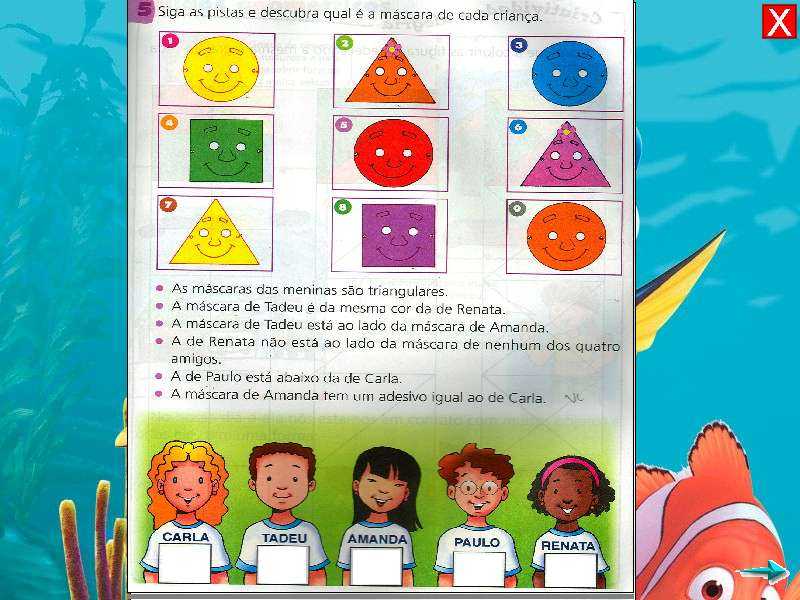 5 Siga as pistas e descubra qual é a máscara de cada criança.
1 2 3
4 5 6
7 8 9
• As máscaras das meninas são triangulares.
• A máscara de Tadeu é da mesma cor da de Renata.
• A máscara de Tadeu está ao lado da máscara de Amanda.
• A de Renata não está ao lado da máscara de nenhum dos quatro
amigos.
• A de Paulo está abaixo da de Carla.
• A máscara de Amanda tem um adesivo igual ao de Carla.
CARLA TADEU AMANDA PAULO RENATA
X